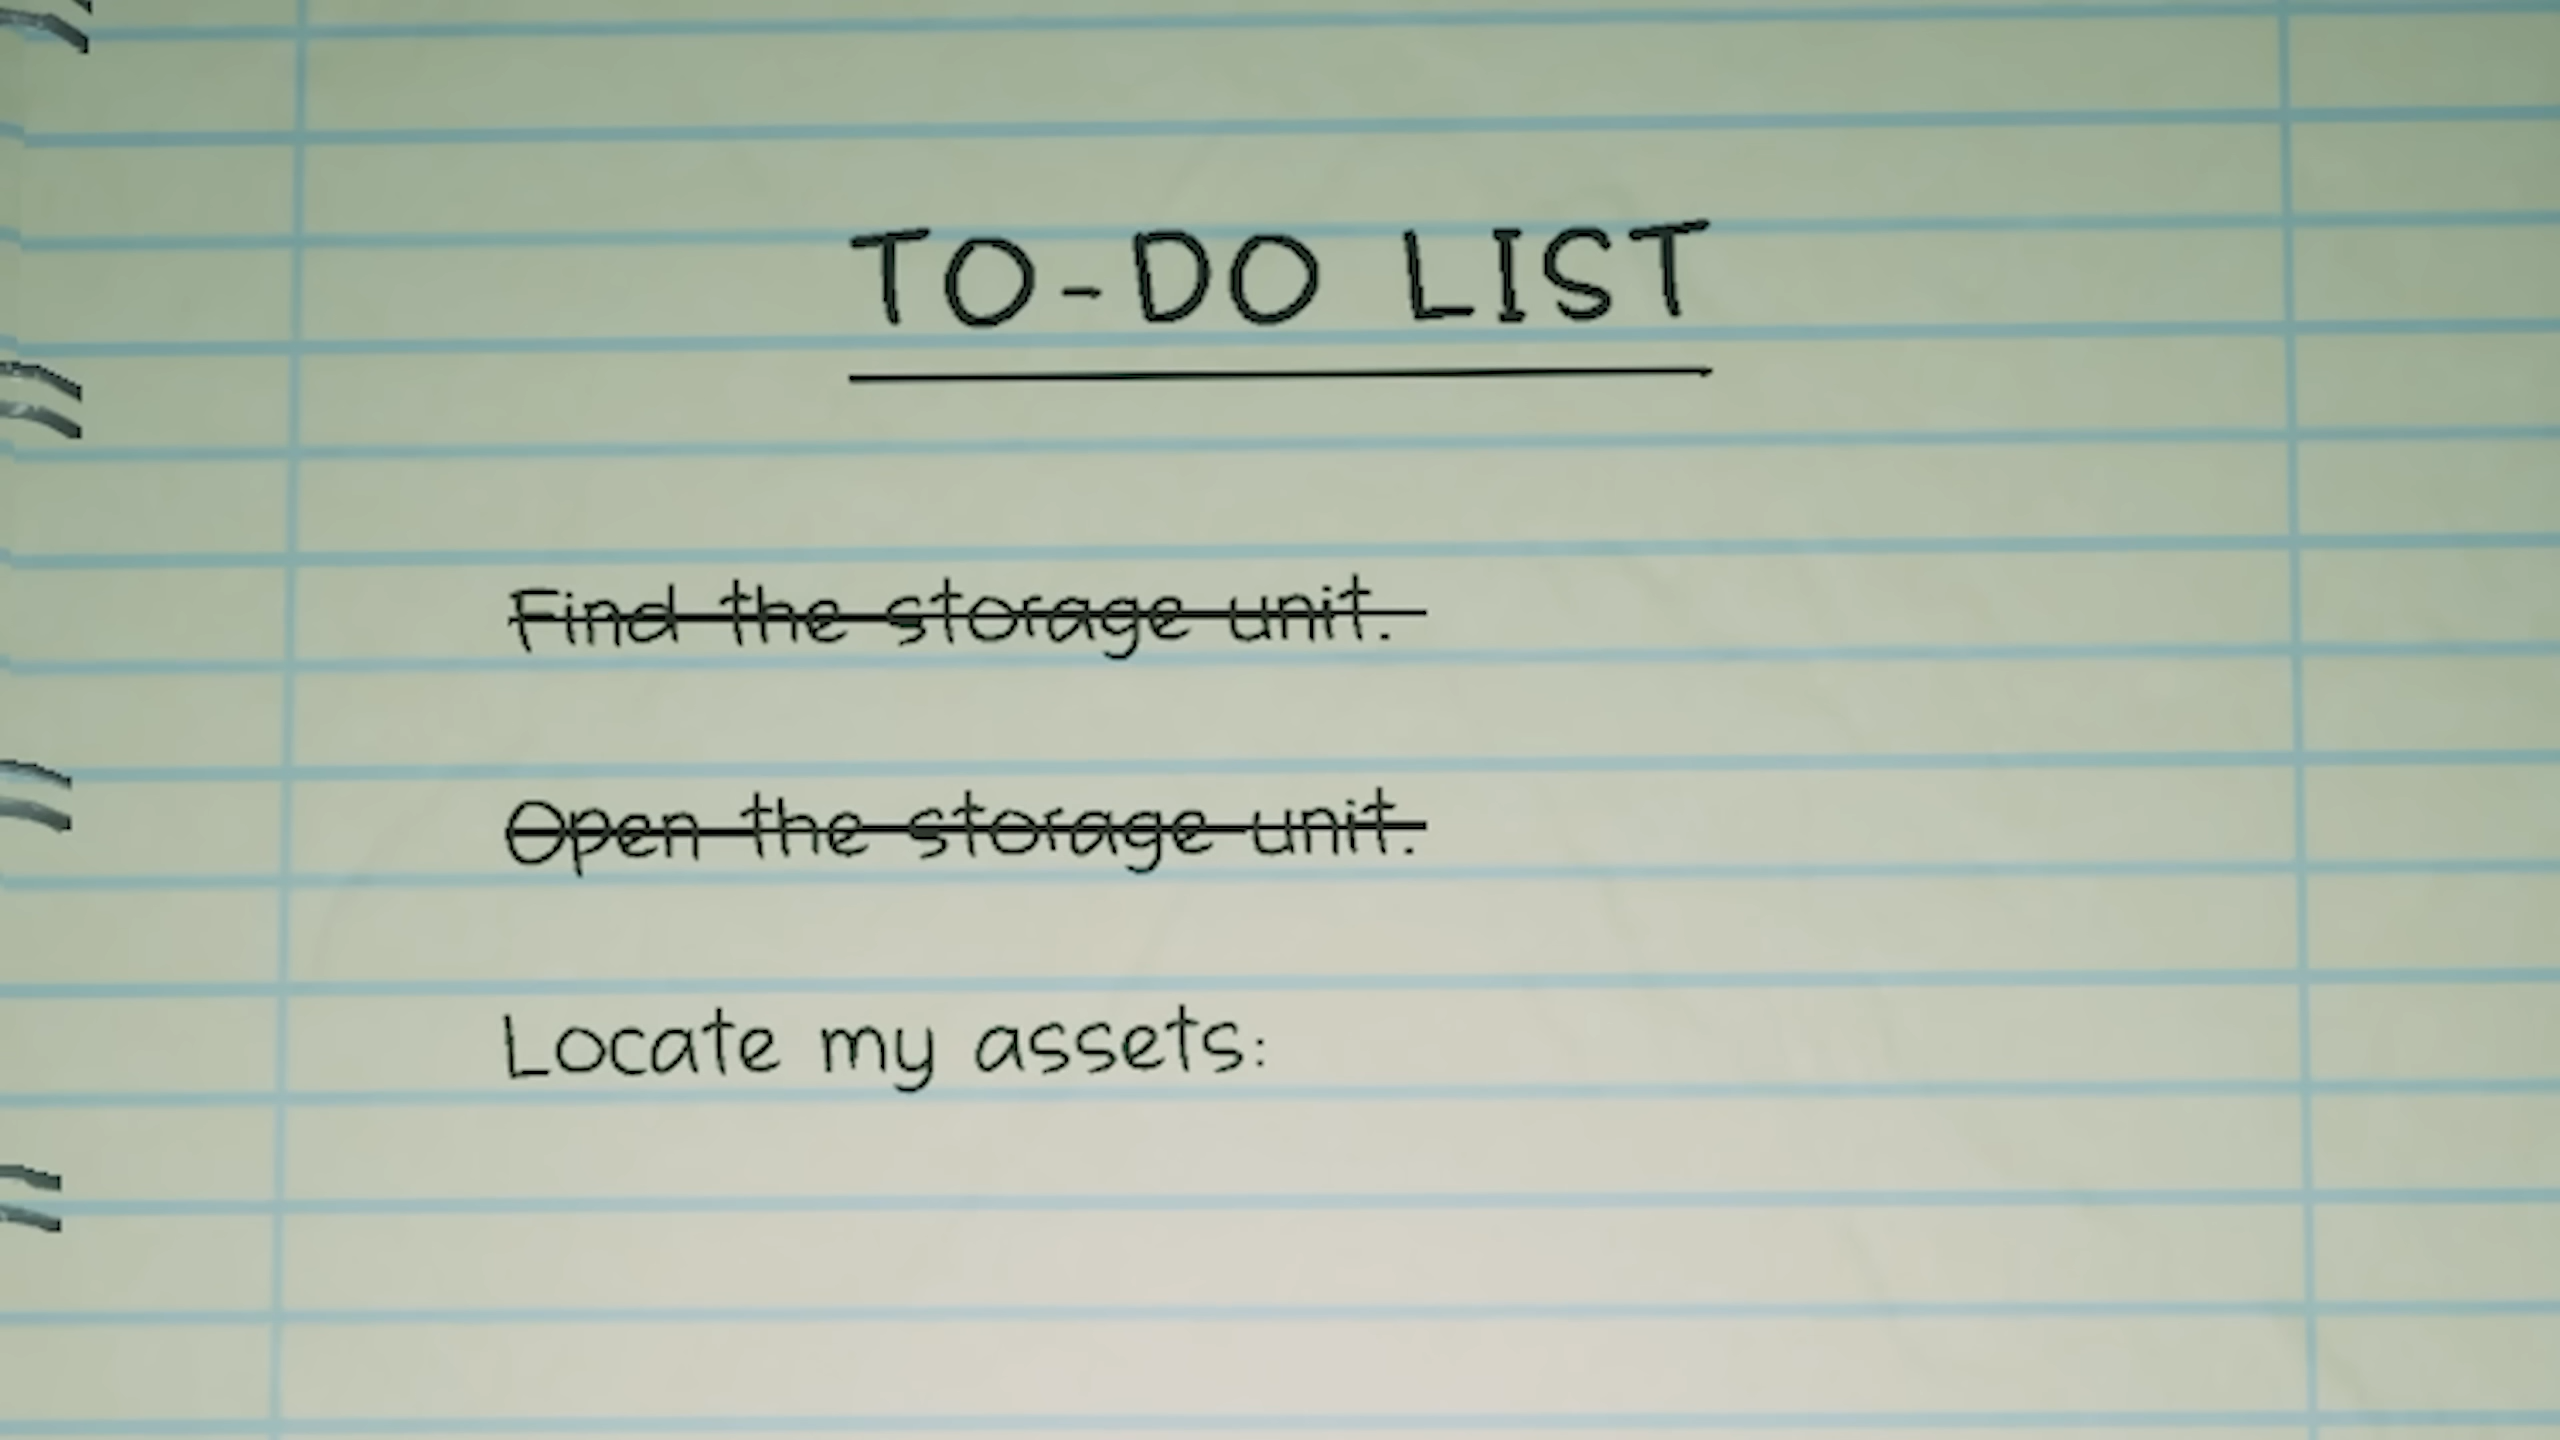 TO-DO LIST
Find the storage unit.
Open the storage unit.
Locate my assets: